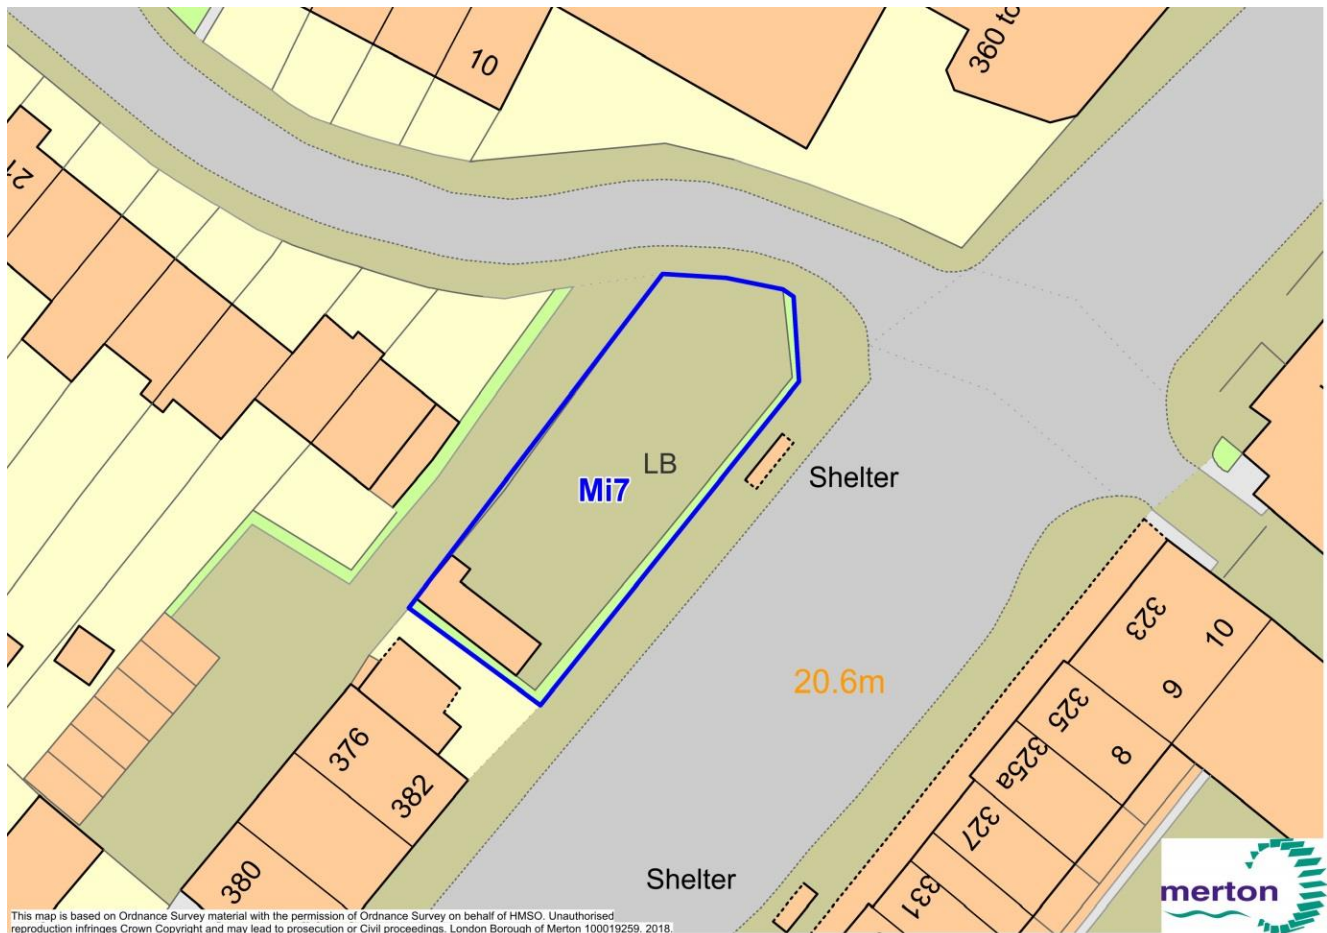 10
360 to
21
LB
Mi7
Shelter
323
10
20.6m
325
9
325a
8
376
382
327
380
Shelter
331
merton
This map is based on Ordnance Survey material with the permission of Ordnance Survey on behalf of HMSO. Unauthorised
reproduction infringes Crown Copyright and may lead to prosecution or Civil proceedings. London Borough of Merton 100019259. 2018.